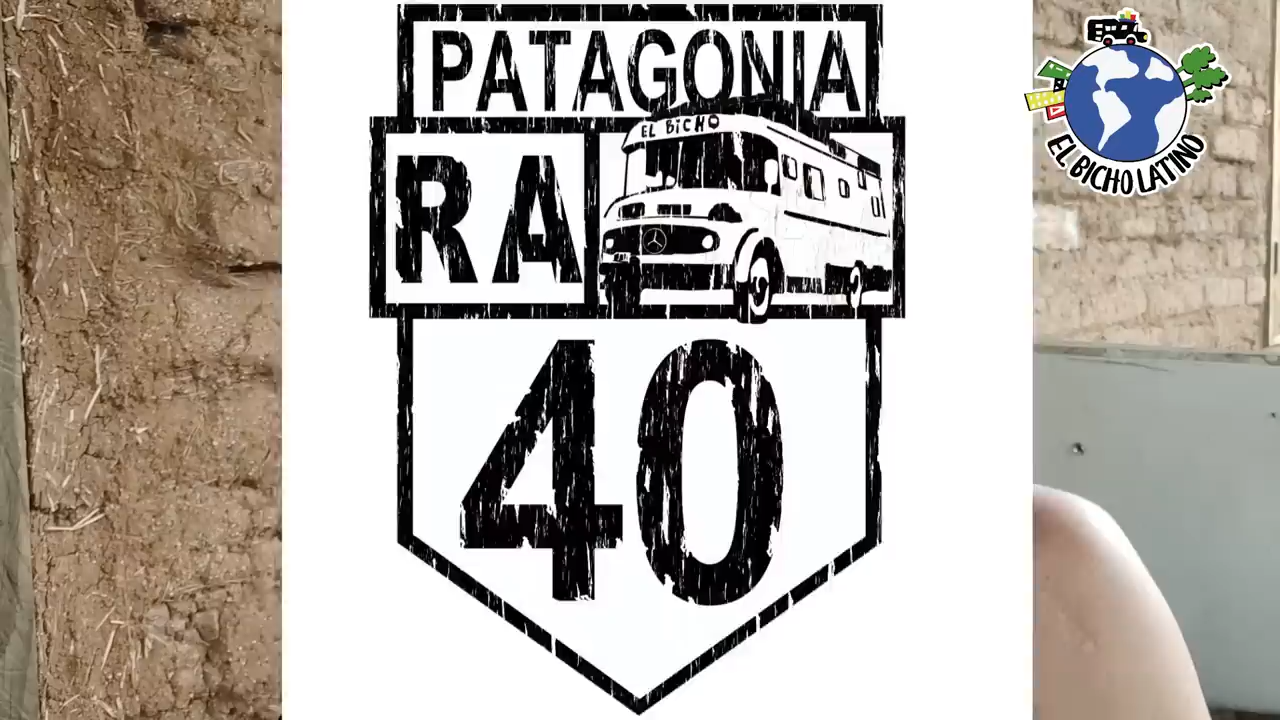 PATAGONIA
EL BiCHO
RA
40
EL BICHO LATINO